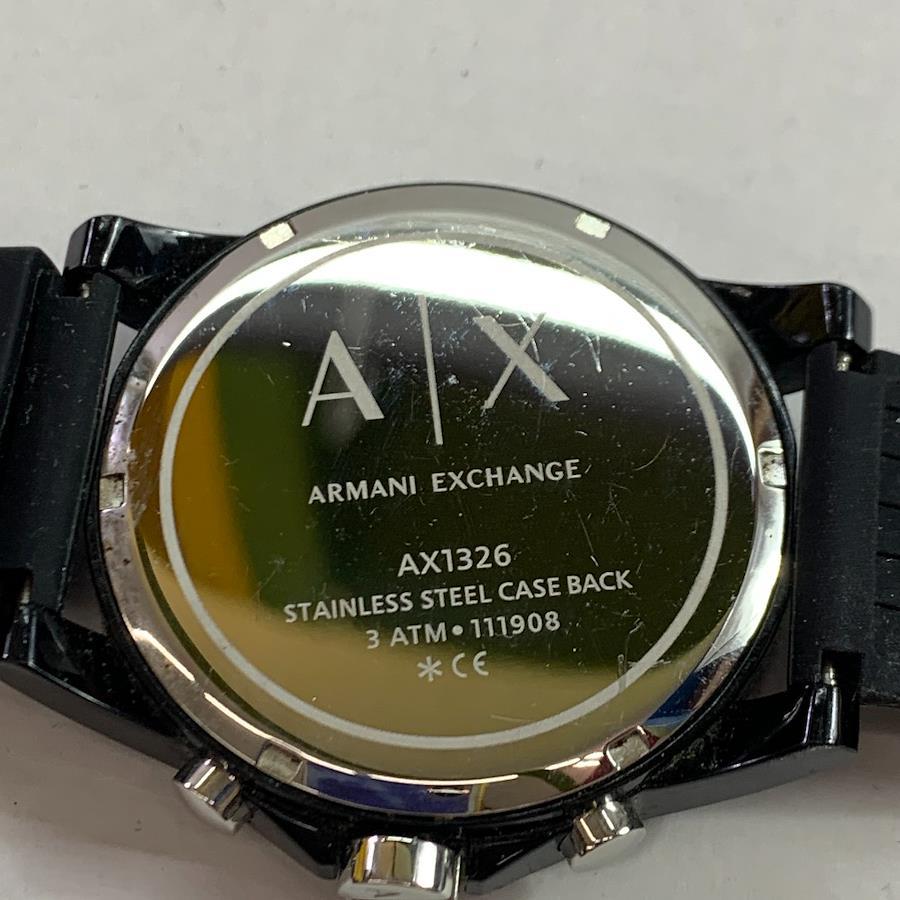 A|X
ARMANI EXCHANGE
AX1326
STAINLESS STEEL CASE BACK
3 ATM • 111908
* CE